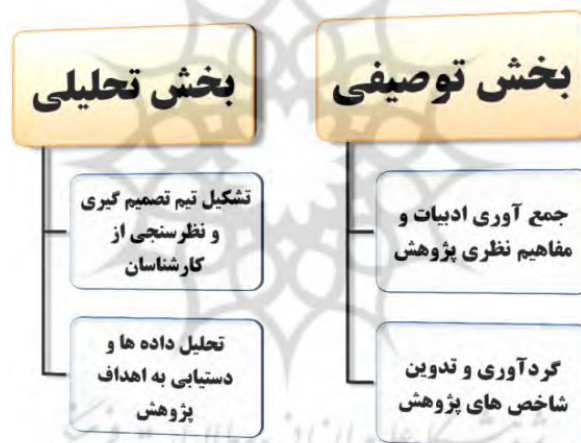 بخش توصیفی
جمع آوری ادبیات و
مفاهیم نظری پژوهش
گردآوری و تدوین
شاخص های پژوهش
بخش تحلیلی
تشکیل تیم تصمیم گیری
و نظرسنجی از
کارشناسان
تحلیل داده ها و
دستیابی به اهداف
پژوهش